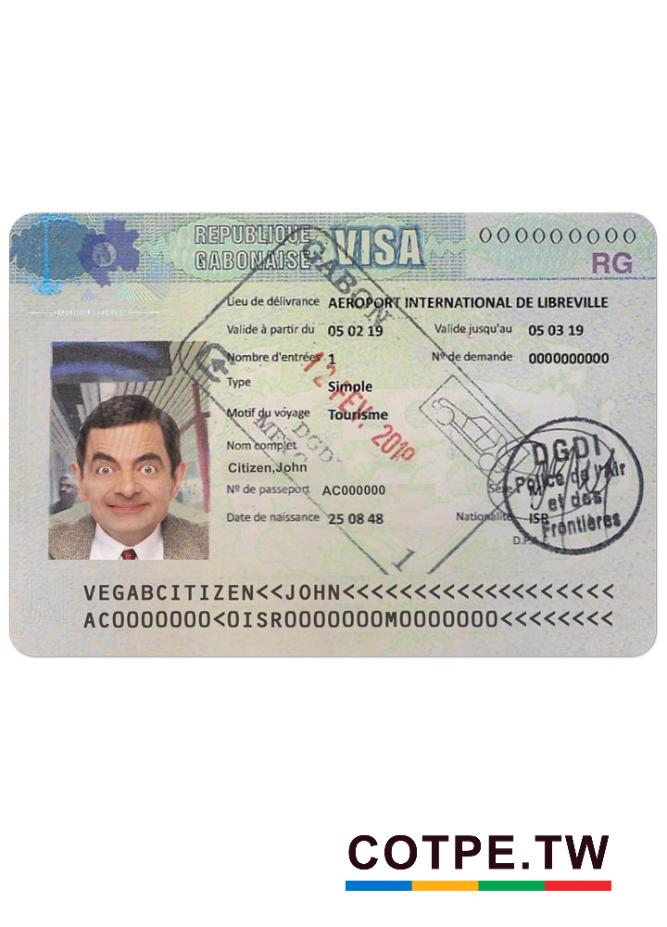 REPUBLIQUE GABONAISE VISA 000000000
RG
REPUBLIQUE GABONAISE
Lieu de délivrance AEROPORT INTERNATIONAL DE LIBREVILLE
Valide à partir du 05 02 19 Valide jusqu'au 05 03 19
Nombre d'entrées 1 Nº de demande 0000000000
Type Simple
Motif du voyage Tourisme
Nom complet
Citizen,John
Nº de passeport AC000000 Sexe M
Date de naissance 25 08 48 Nationalité ISR
GABON
12 FEV. 2019
DGDI
1
DGDI
Police de l'Air
et des
Frontières
VEGABCITIZEN<<JOHN<<<<<<<<<<<<<<<<<<<<
AC0000000<0ISR0000000M0000000<<<<<<<<
COTPE.TW